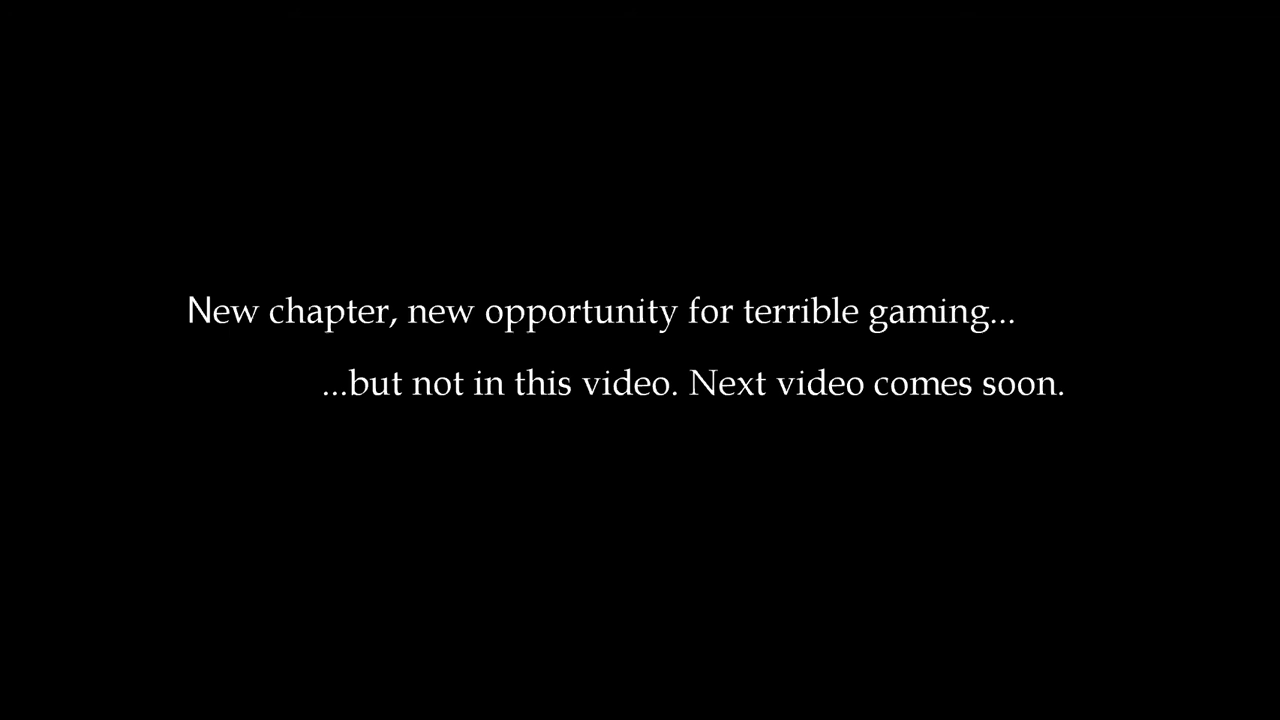 New chapter, new opportunity for terrible gaming...
...but not in this video. Next video comes soon.